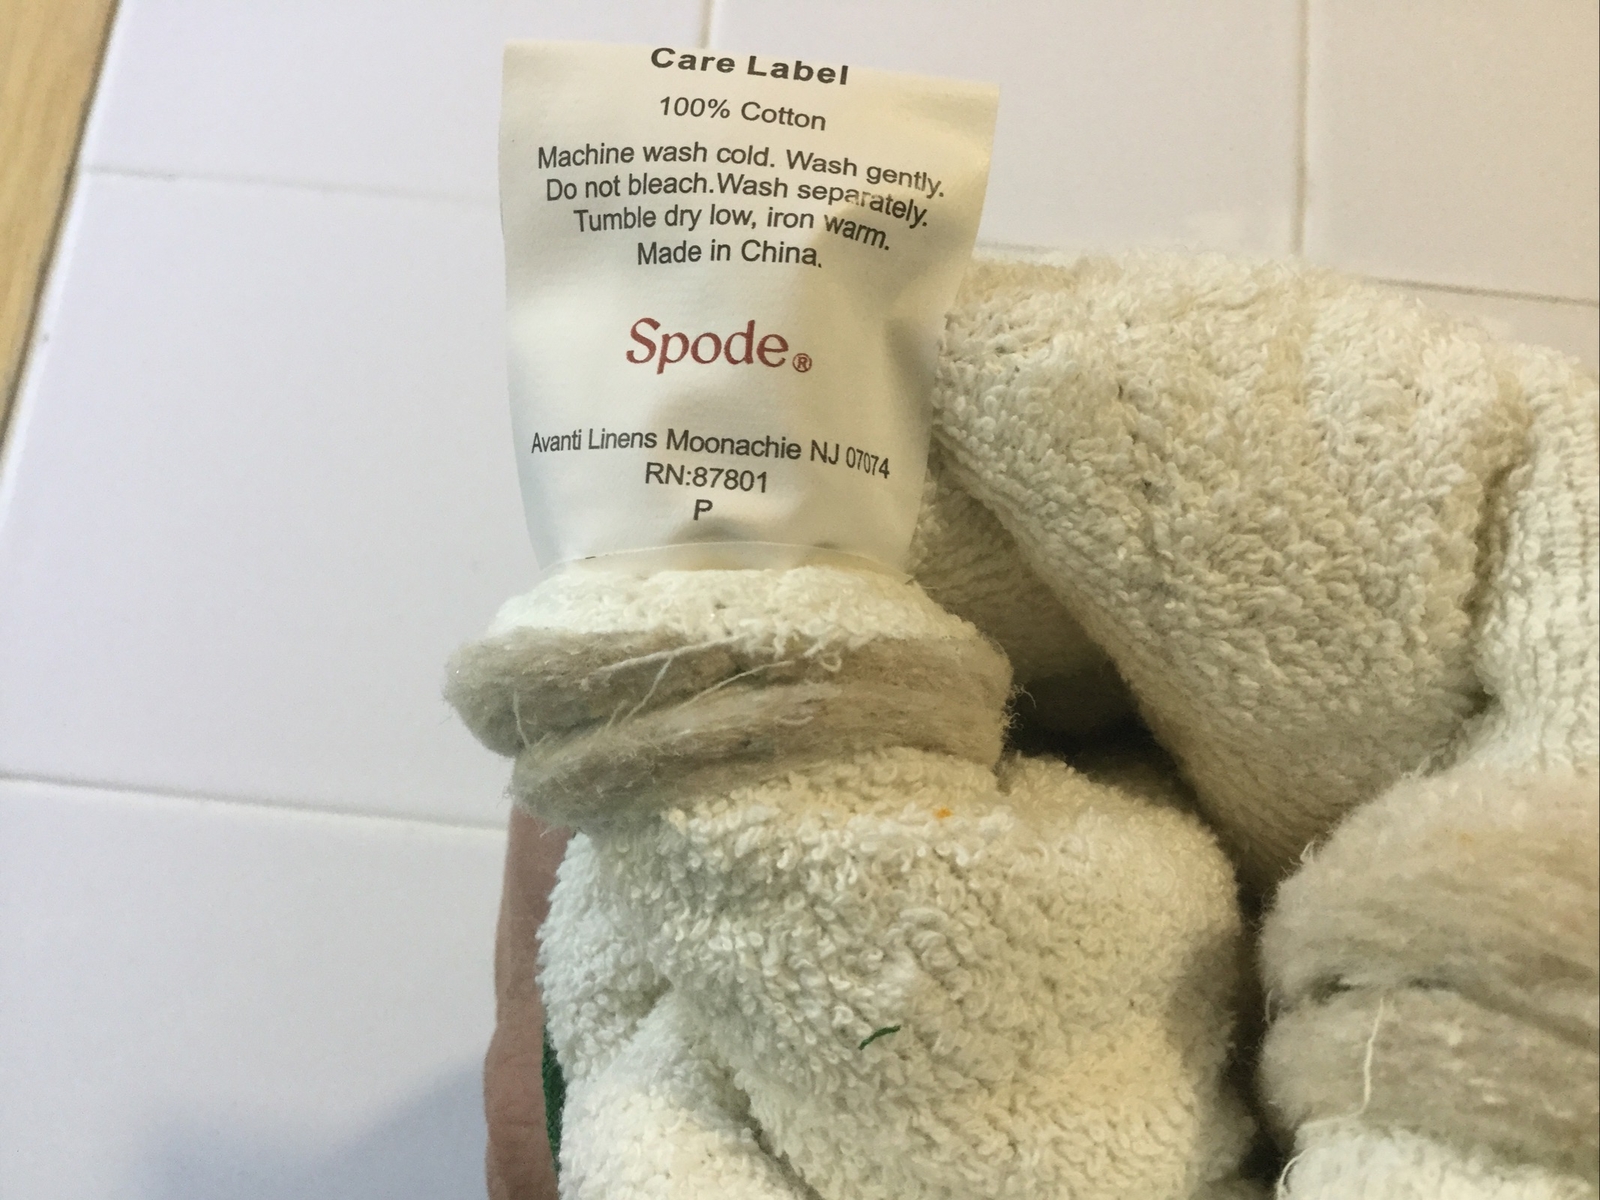 Care Label
100% Cotton
Machine wash cold. Wash gently.
Do not bleach.Wash separately.
Tumble dry low, iron warm.
Made in China.
Spode®
Avanti Linens Moonachie NJ 07074
RN:87801
P